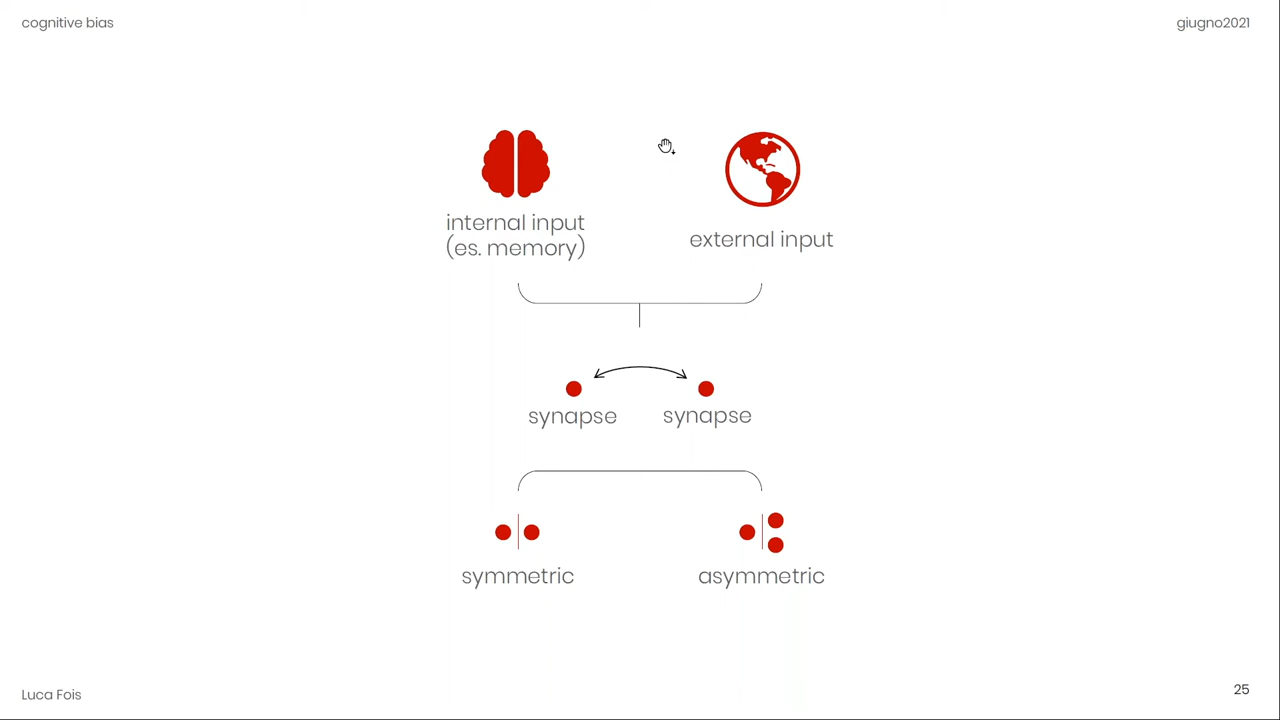 cognitive bias
giugno2021
internal input
(es. memory)
external input
synapse
synapse
symmetric
asymmetric
Luca Fois
25